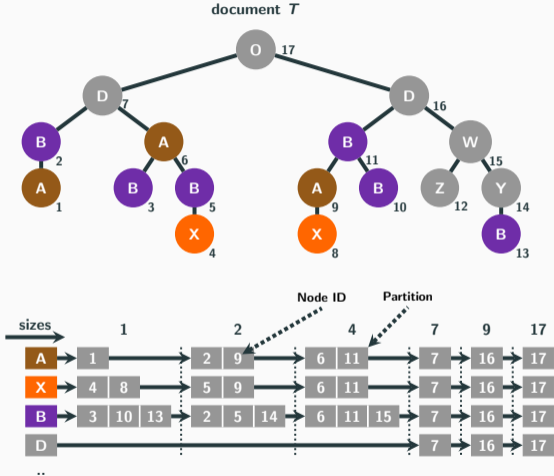 document T
O 17
D 7 D 16
B 2 A 6 B 11 W 15
A 1 B 3 B 5 A 9 B 10 Z 12 Y 14
X 4 X 8 B 13
Node ID Partition
sizes 1 2 4 7 9 17
A 1 2 9 6 11 7 16 17
X 4 8 5 9 6 11 7 16 17
B 3 10 13 2 5 14 6 11 15 7 16 17
D 7 16 17
..